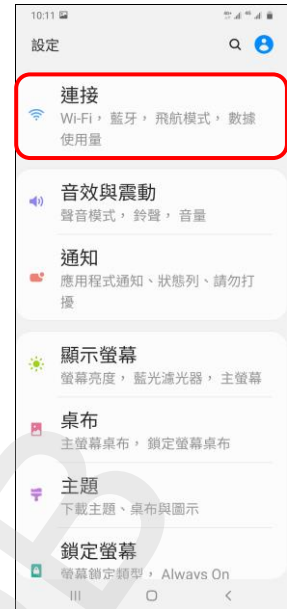 10:11
設定
連接
Wi-Fi， 藍牙， 飛航模式， 數據
使用量
音效與震動
聲音模式， 鈴聲， 音量
通知
應用程式通知、狀態列、請勿打
擾
顯示螢幕
螢幕亮度， 藍光濾光器， 主螢幕
桌布
主螢幕桌布， 鎖定螢幕桌布
主題
下載主題、桌布與圖示
鎖定螢幕
螢幕鎖定類型， Always On